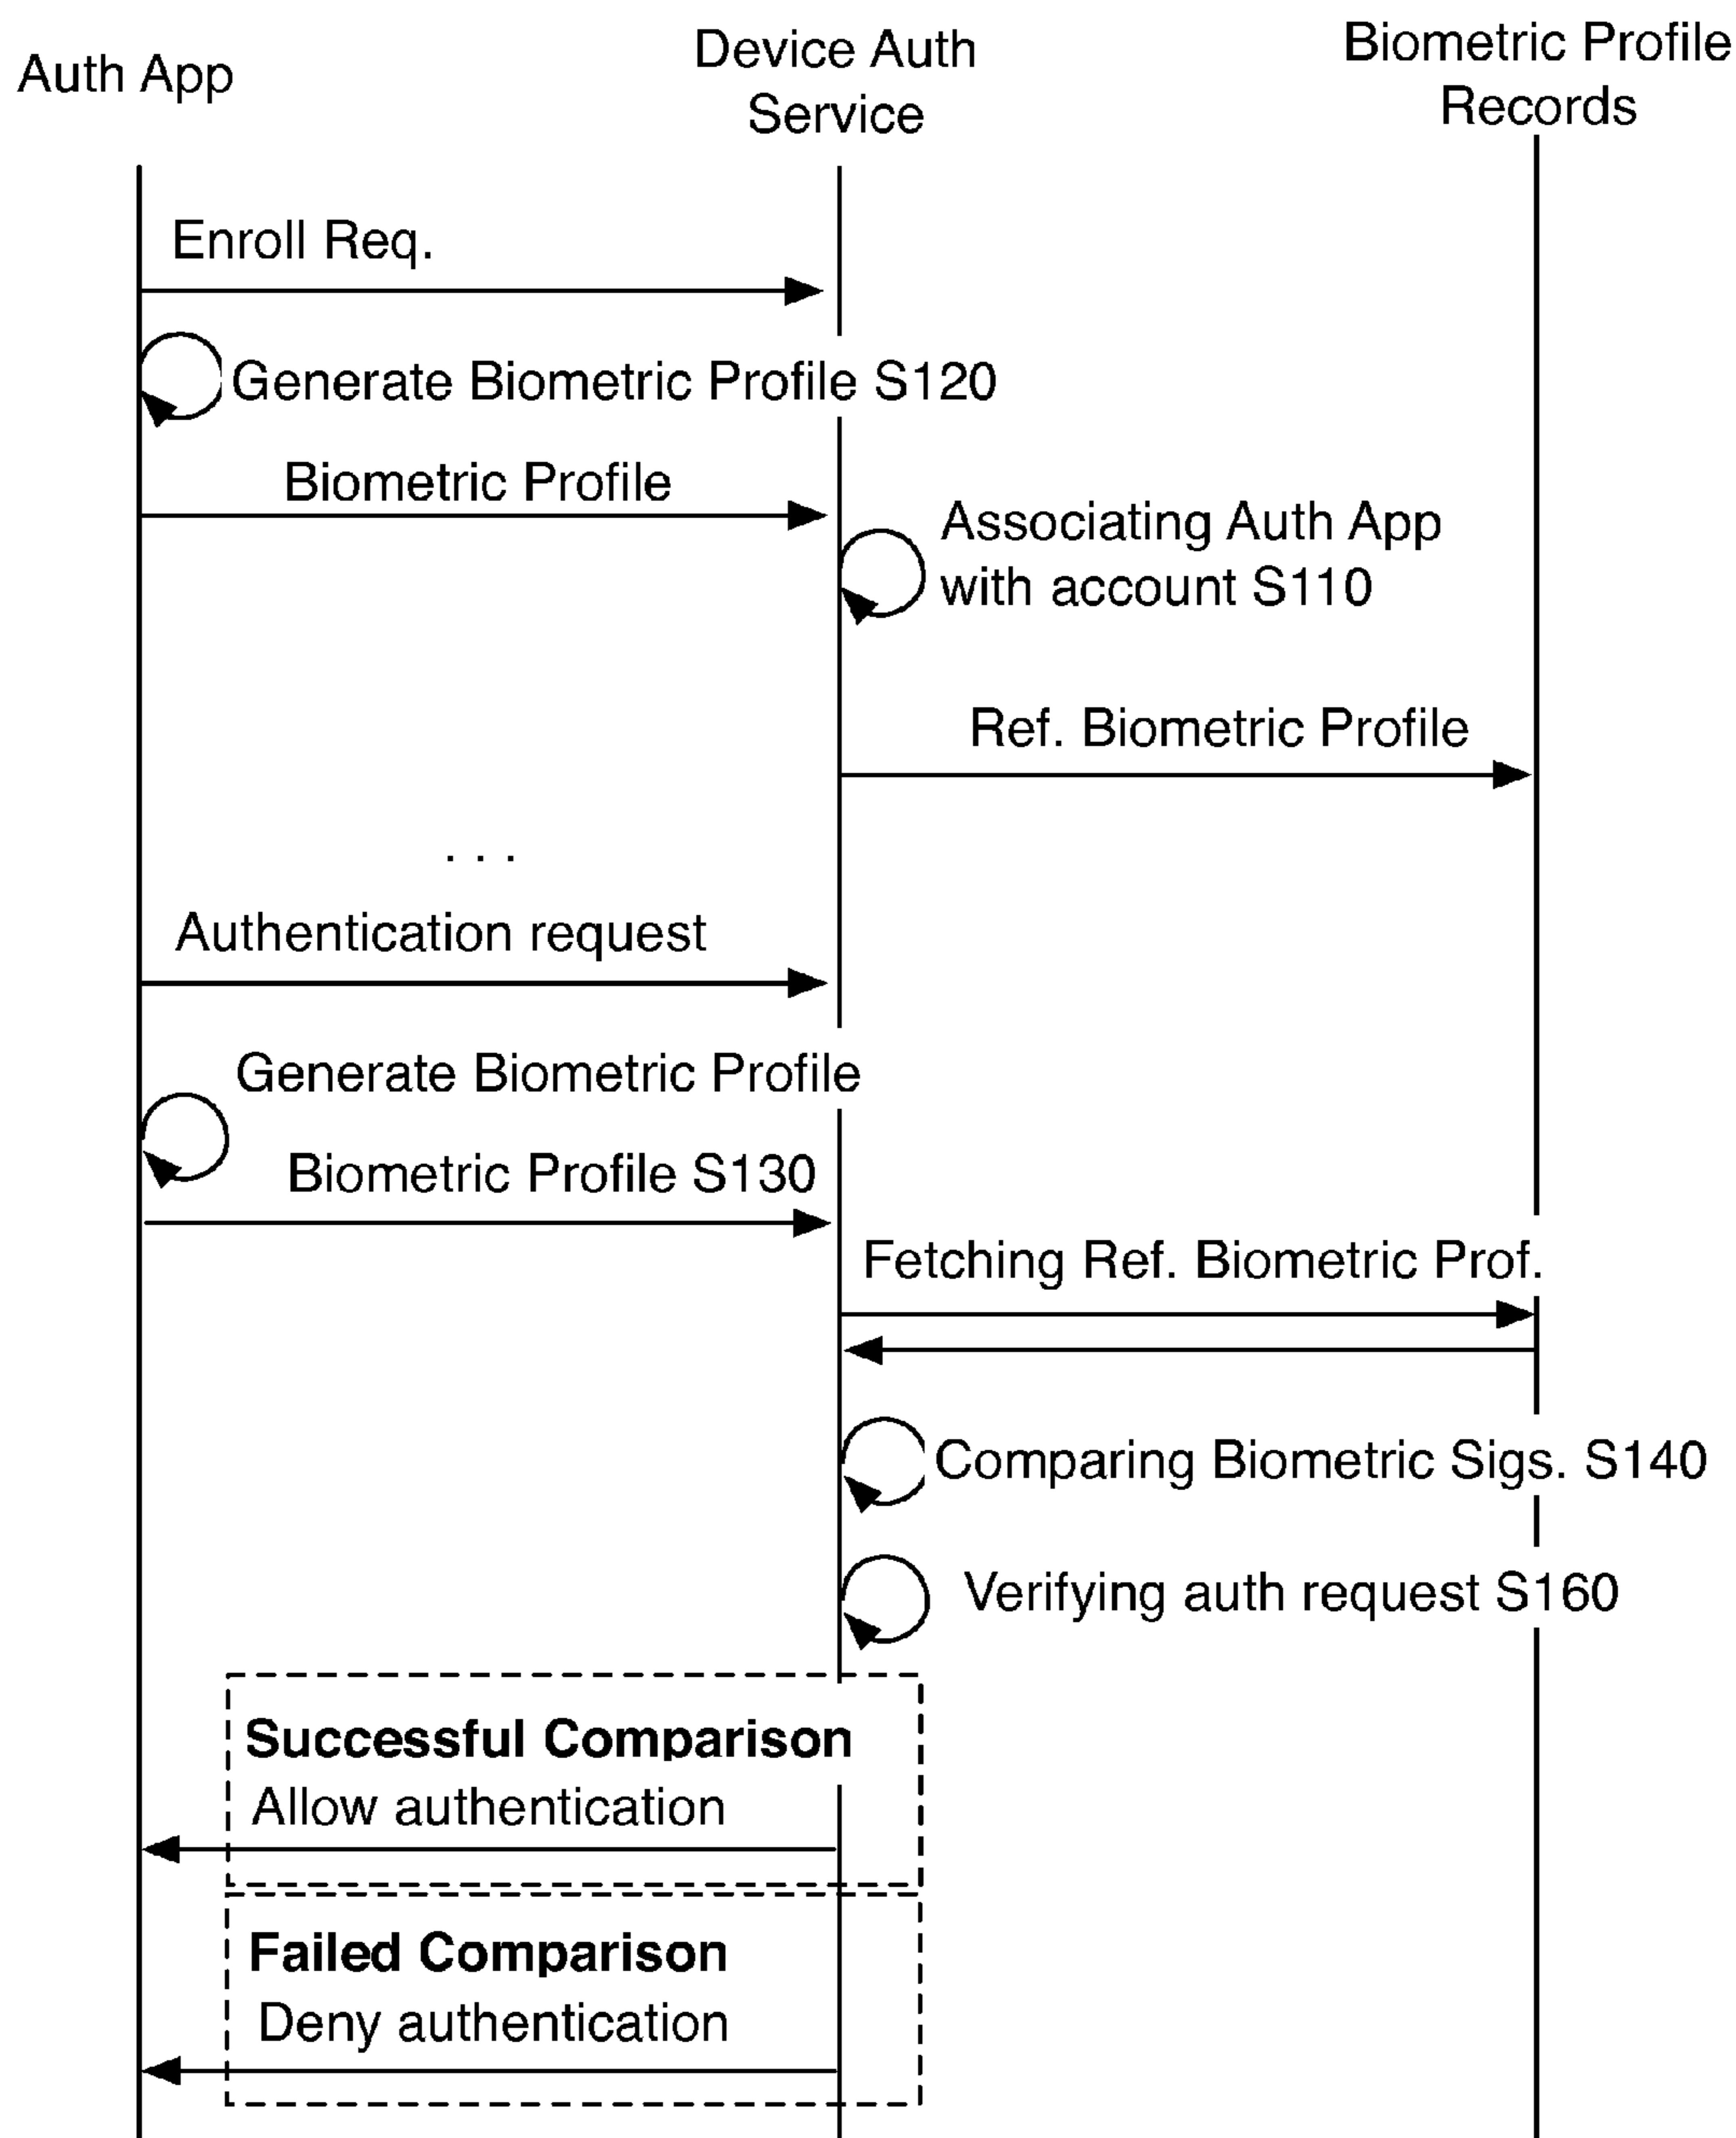 Auth App
Device Auth
Service
Biometric Profile
Records
Enroll Req.
Generate Biometric Profile S120
Biometric Profile
Associating Auth App
with account S110
Ref. Biometric Profile
. . .
Authentication request
Generate Biometric Profile
Biometric Profile S130
Fetching Ref. Biometric Prof.
Comparing Biometric Sigs. S140
Verifying auth request S160
Successful Comparison
Allow authentication
Failed Comparison
Deny authentication